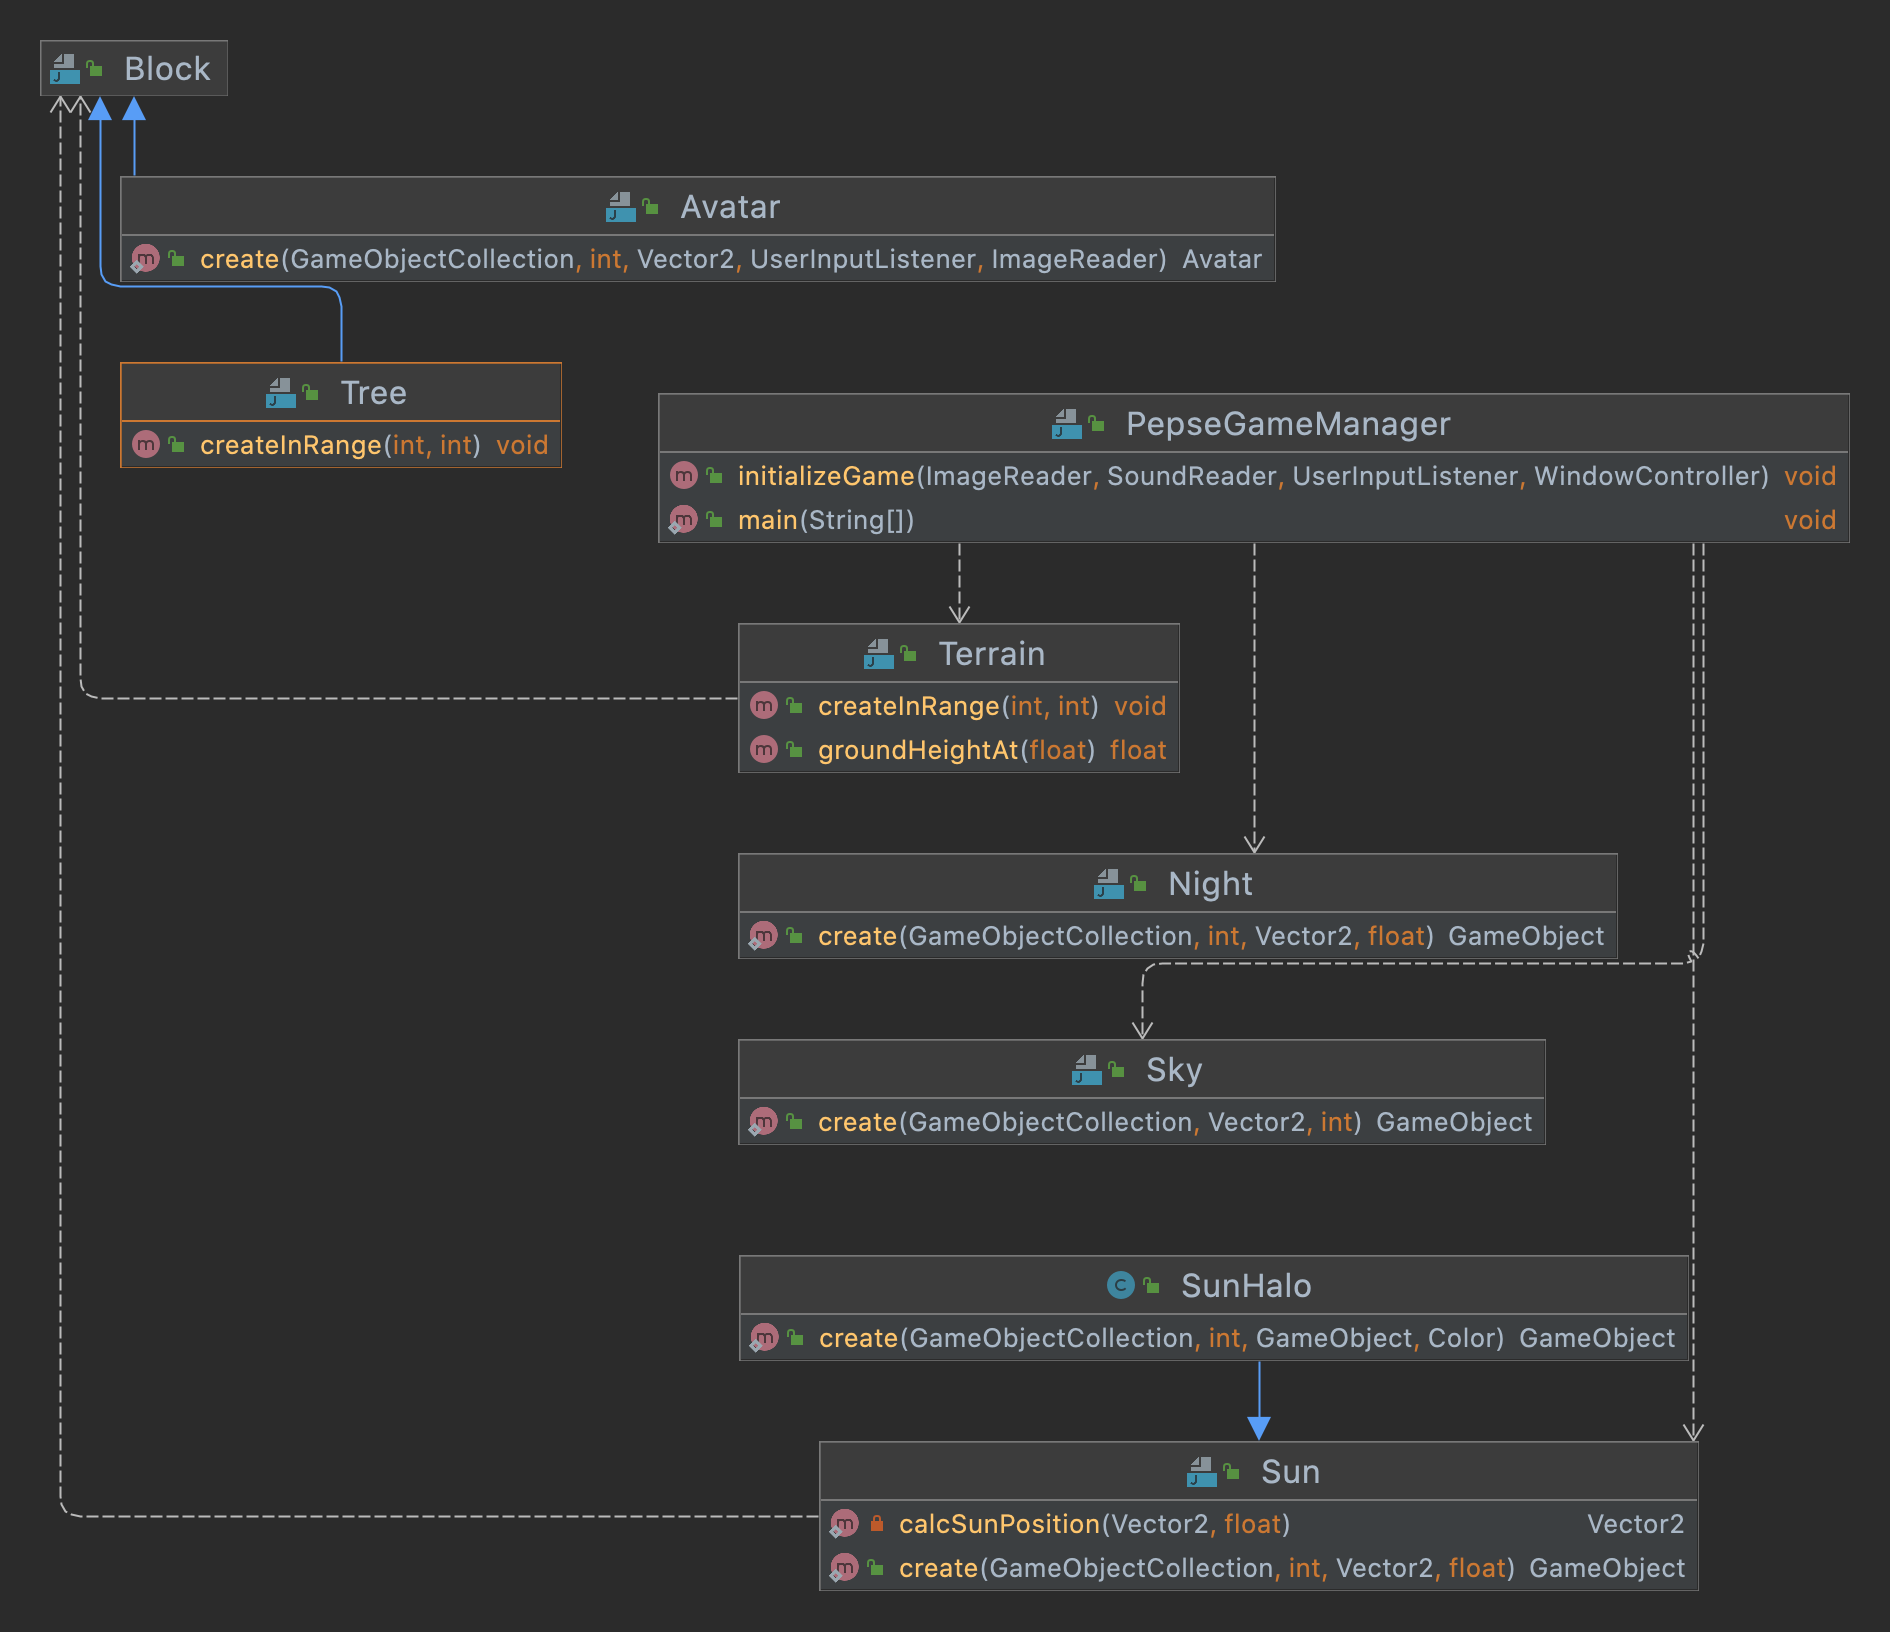 Block
Avatar
create(GameObjectCollection, int, Vector2, UserInputListener, ImageReader) Avatar
Tree
createInRange(int, int) void
PepseGameManager
initializeGame(ImageReader, SoundReader, UserInputListener, WindowController) void
main(String[]) void
Terrain
createInRange(int, int) void
groundHeightAt(float) float
Night
create(GameObjectCollection, int, Vector2, float) GameObject
Sky
create(GameObjectCollection, Vector2, int) GameObject
SunHalo
create(GameObjectCollection, int, GameObject, Color) GameObject
Sun
calcSunPosition(Vector2, float) Vector2
create(GameObjectCollection, int, Vector2, float) GameObject